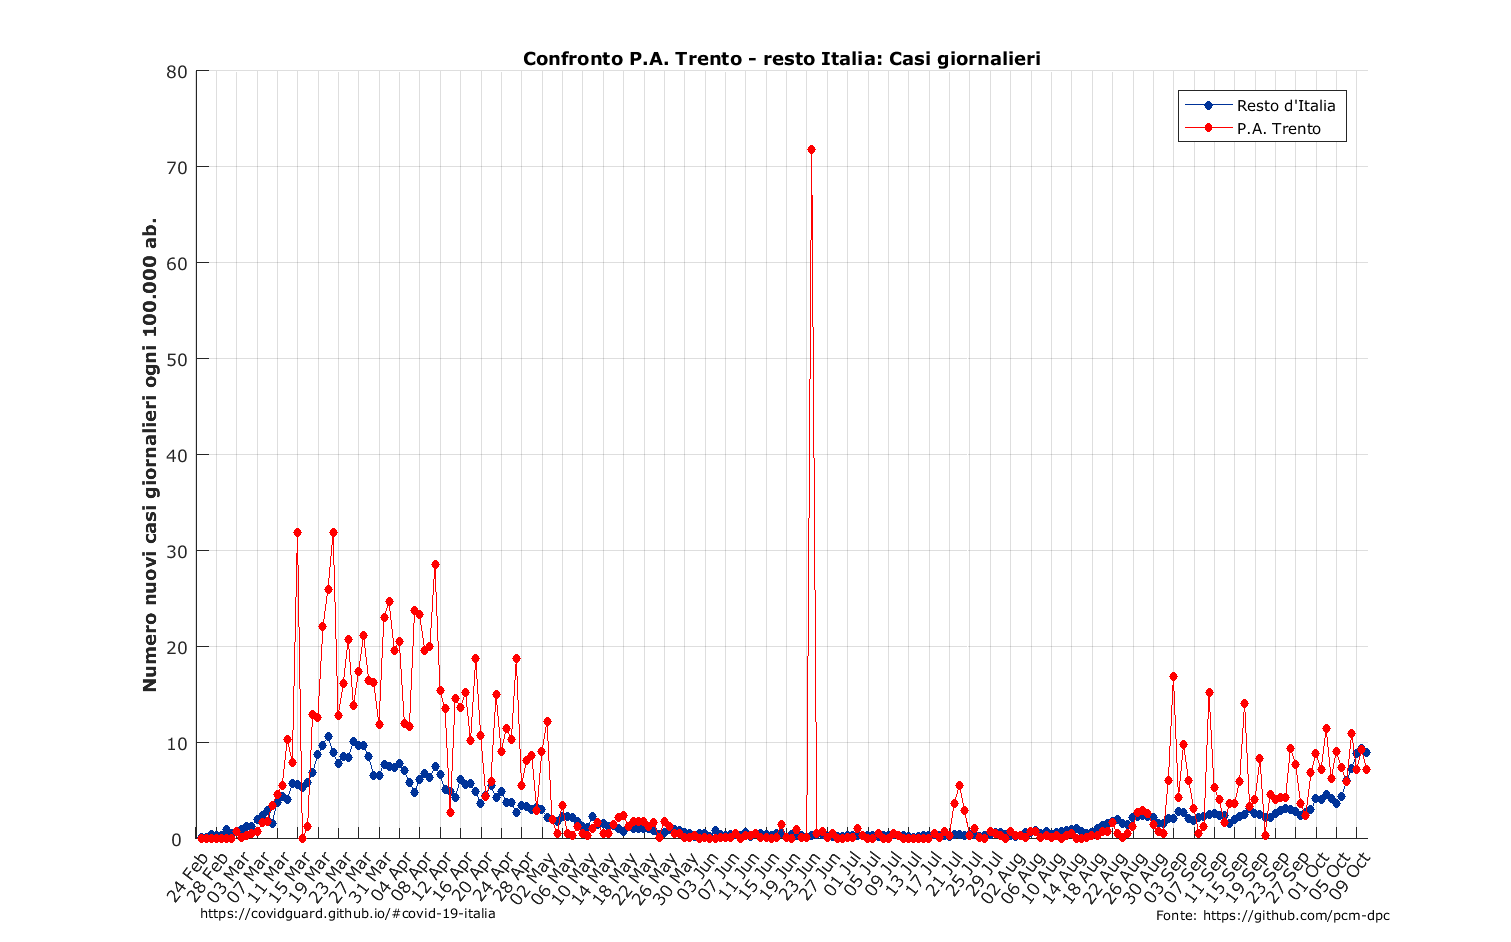 Confronto P.A. Trento - resto Italia: Casi giornalieri
Resto d'Italia
P.A. Trento
Numero nuovi casi giornalieri ogni 100.000 ab.
80
70
60
50
40
30
20
10
0
24 Feb
28 Feb
03 Mar
07 Mar
11 Mar
15 Mar
19 Mar
23 Mar
27 Mar
31 Mar
04 Apr
08 Apr
12 Apr
16 Apr
20 Apr
24 Apr
28 Apr
02 May
06 May
10 May
14 May
18 May
22 May
26 May
30 May
03 Jun
07 Jun
11 Jun
15 Jun
19 Jun
23 Jun
27 Jun
01 Jul
05 Jul
09 Jul
13 Jul
17 Jul
21 Jul
25 Jul
29 Jul
02 Aug
06 Aug
10 Aug
14 Aug
18 Aug
22 Aug
26 Aug
30 Aug
03 Sep
07 Sep
11 Sep
15 Sep
19 Sep
23 Sep
27 Sep
01 Oct
05 Oct
09 Oct
https://covidguard.github.io/#covid-19-italia
Fonte: https://github.com/pcm-dpc